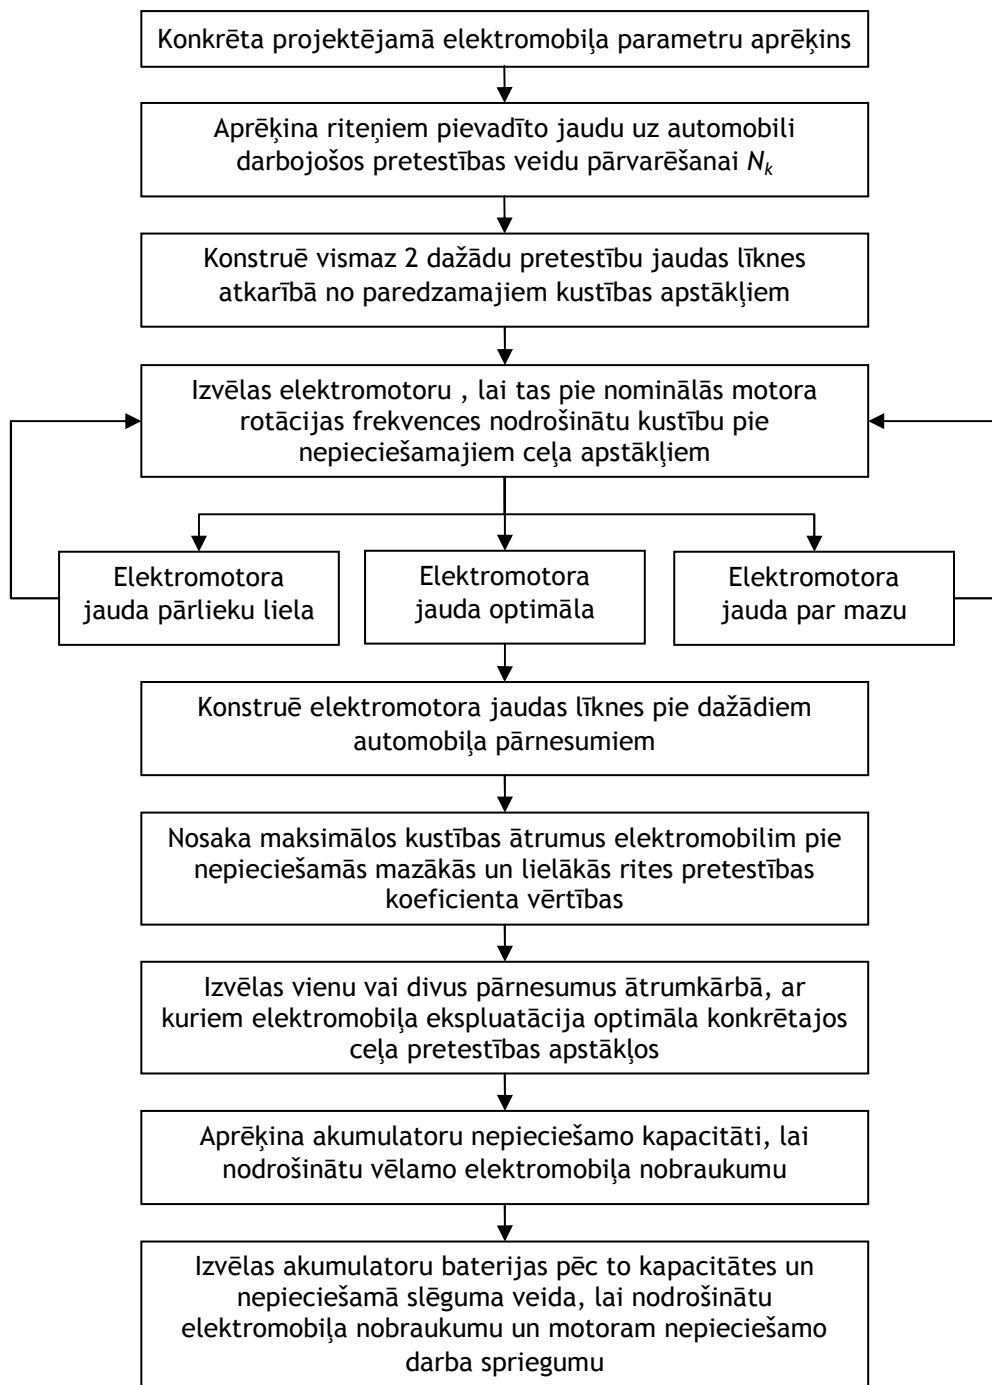 Konkrēta projektējamā elektromobiļa parametru aprēķins
Aprēķina riteņiem pievadīto jaudu uz automobili
darbojošos pretestības veidu pārvarēšanai N_k
Konstruē vismaz 2 dažādu pretestību jaudas līknes
atkarībā no paredzamajiem kustības apstākļiem
Izvēlas elektromotoru , lai tas pie nominālās motora
rotācijas frekvences nodrošinātu kustību pie
nepieciešamajiem ceļa apstākļiem
Elektromotora
jauda pārlieku liela
Elektromotora
jauda optimāla
Elektromotora
jauda par mazu
Konstruē elektromotora jaudas līknes pie dažādiem
automobiļa pārnesumiem
Nosaka maksimālos kustības ātrumus elektromobilim pie
nepieciešamās mazākās un lielākās rites pretestības
koeficienta vērtības
Izvēlas vienu vai divus pārnesumus ātrumkārbā, ar
kuriem elektromobiļa ekspluatācija optimāla konkrētajos
ceļa pretestības apstākļos
Aprēķina akumulatoru nepieciešamo kapacitāti, lai
nodrošinātu vēlamo elektromobiļa nobraukumu
Izvēlas akumulatoru baterijas pēc to kapacitātes un
nepieciešamā slēguma veida, lai nodrošinātu
elektromobiļa nobraukumu un motoram nepieciešamo
darba spriegumu